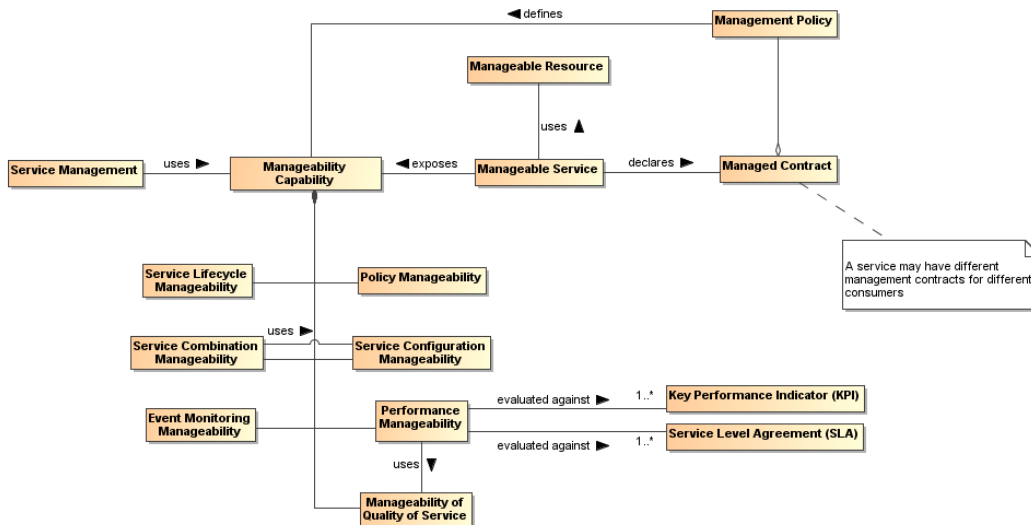 defines
Management Policy
Manageable Resource
uses
Service Management
uses
Manageability
Capability
exposes
Manageable Service
declares
Managed Contract
A service may have different
management contracts for different
consumers
Service Lifecycle
Manageability
Policy Manageability
uses
Service Combination
Manageability
Service Configuration
Manageability
Event Monitoring
Manageability
Performance
Manageability
evaluated against
1..*
Key Performance Indicator (KPI)
evaluated against
1..*
Service Level Agreement (SLA)
uses
Manageability of
Quality of Service